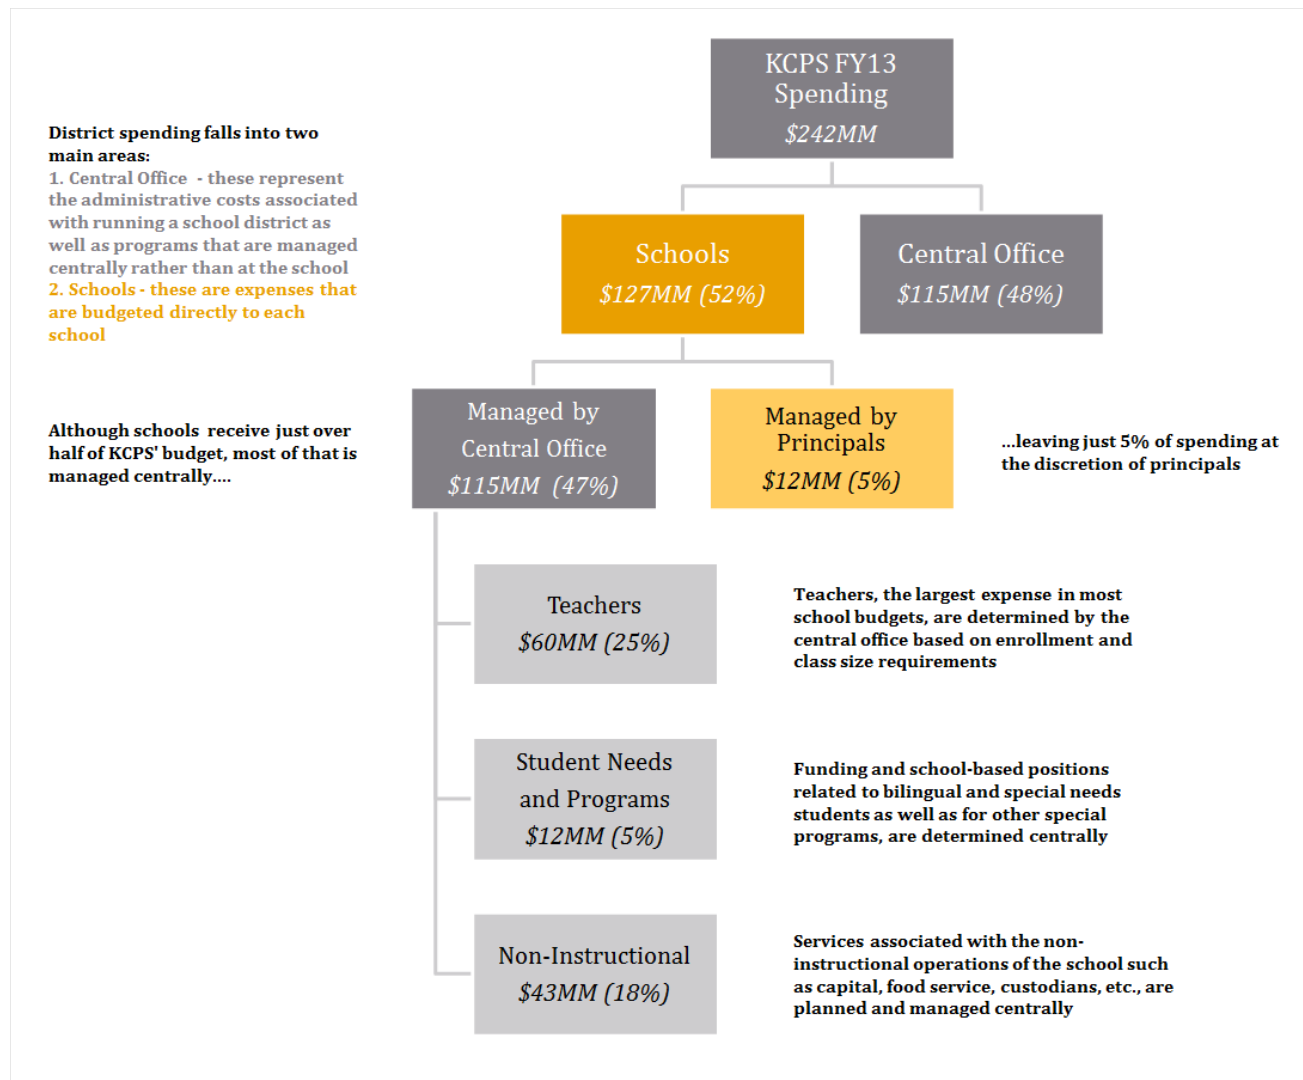 KCPS FY13
Spending
$242MM
District spending falls into two
main areas:
1. Central Office  - these represent
the administrative costs associated
with running a school district as
well as programs that are managed
centrally rather than at the school
2. Schools - these are expenses that
are budgeted directly to each
school
Schools
$127MM (52%)
Central Office
$115MM (48%)
Although schools  receive just over
half of KCPS' budget, most of that is
managed centrally....
Managed by
Central Office
$115MM  (47%)
Managed by
Principals
$12MM (5%)
...leaving just 5% of spending at
the discretion of principals
Teachers
$60MM (25%)
Teachers, the largest expense in most
school budgets, are determined by the
central office based on enrollment and
class size requirements
Student Needs
and Programs
$12MM (5%)
Funding and school-based positions
related to bilingual and special needs
students as well as for other special
programs, are determined centrally
Non-Instructional
$43MM (18%)
Services associated with the non-
instructional operations of the school such
as capital, food service, custodians, etc., are
planned and managed centrally